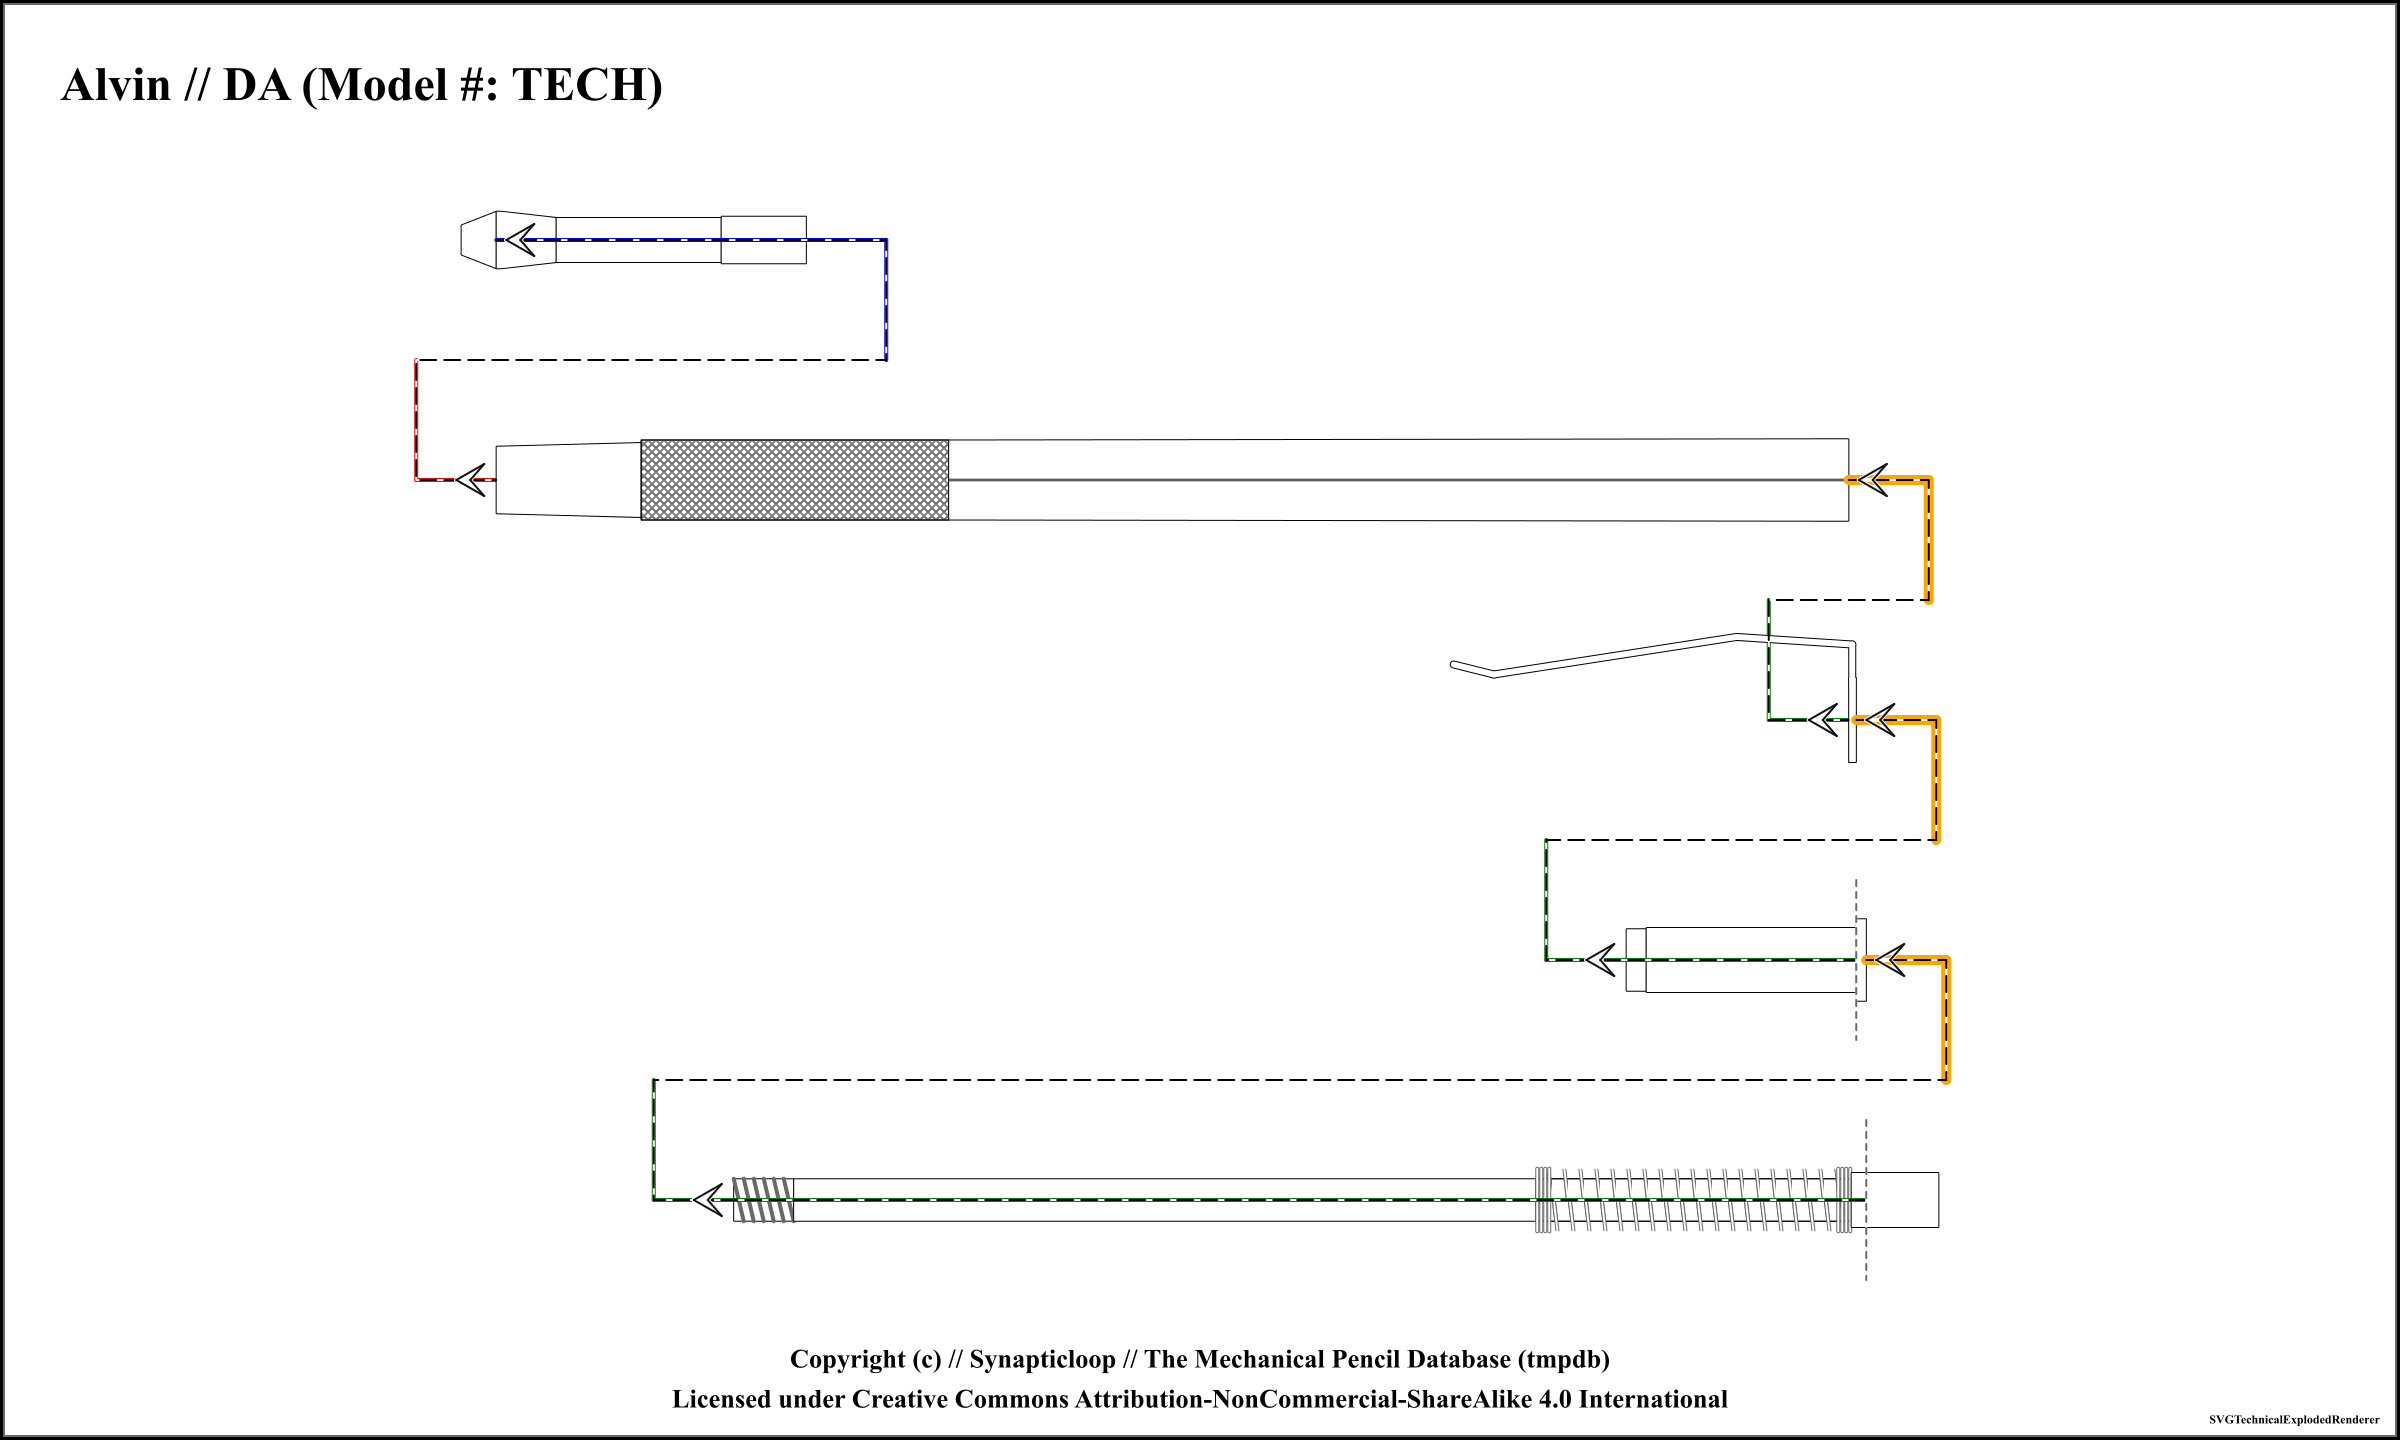 Alvin // DA (Model #: TECH)
Copyright (c) // Synapticloop // The Mechanical Pencil Database (tmpdb)
Licensed under Creative Commons Attribution-NonCommercial-ShareAlike 4.0 International
SVGTechnicalExplodedRenderer